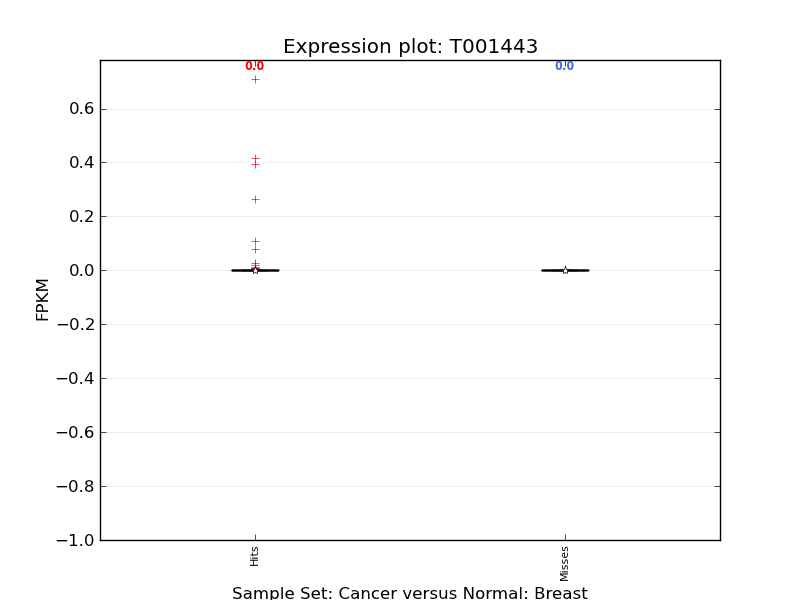 Expression plot: T001443
0.0
0.0
0.6
0.4
0.2
0.0
−0.2
−0.4
−0.6
−0.8
−1.0
FPKM
Hits
Misses
Sample Set: Cancer versus Normal: Breast